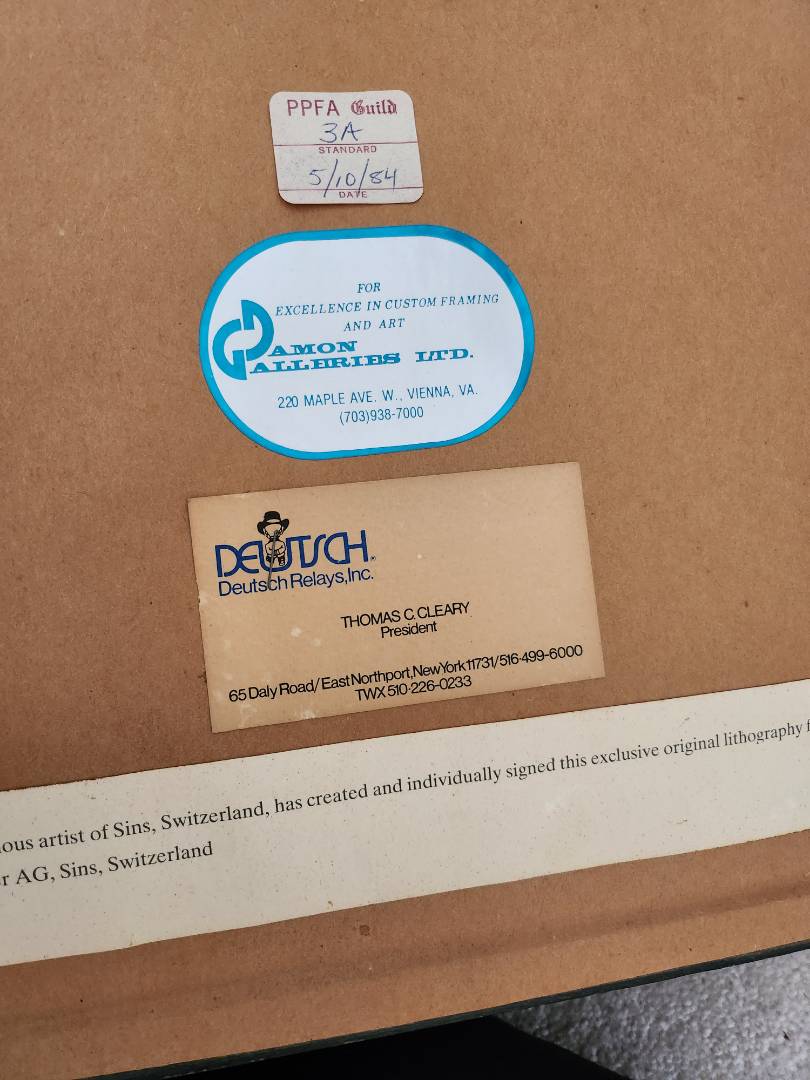 PPFA Guild
3A
STANDARD
5/10/84
DATE
FOR
EXCELLENCE IN CUSTOM FRAMING
AND ART
DAMON
GALLERIES LTD.
220 MAPLE AVE. W., VIENNA, VA.
(703)938-7000
DEUTSCH®
Deutsch Relays, Inc.
THOMAS C. CLEARY
President
65 Daly Road/East Northport, New York 11731/516-499-6000
TWX 510-226-0233
ous artist of Sins, Switzerland, has created and individually signed this exclusive original lithography f
r AG, Sins, Switzerland